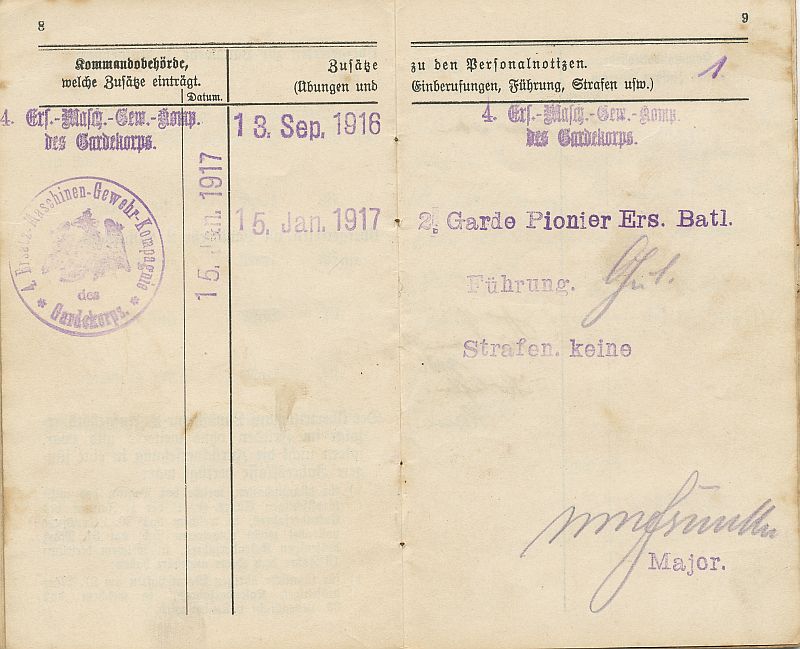 8
Kommandobehörde,
welche Zusätze einträgt.
Datum.
Zusätze
(Übungen und
4. Ers.-Masch.-Gew.-Komp.
des Gardekorps.
13. Sep. 1916
15. Jan. 1917
15. Jan. 1917
4. Ersatz-Maschinen-Gewehr-Kompagnie
des
Gardekorps.
9
zu den Personalnotizen.
Einberufungen, Führung, Strafen usw.)
1
4. Ers.-Masch.-Gew.-Komp.
des Gardekorps.
2. Garde Pionier Ers. Batl.
Führung. Gut.
Strafen. keine
Major.